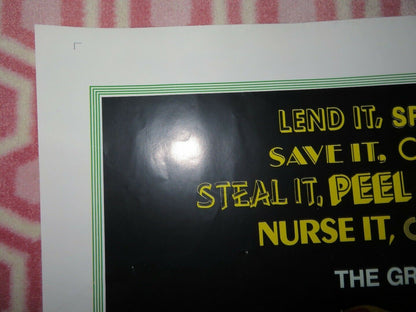 LEND IT, SP
SAVE IT, C
STEAL IT, PEEL
NURSE IT, C
THE GR